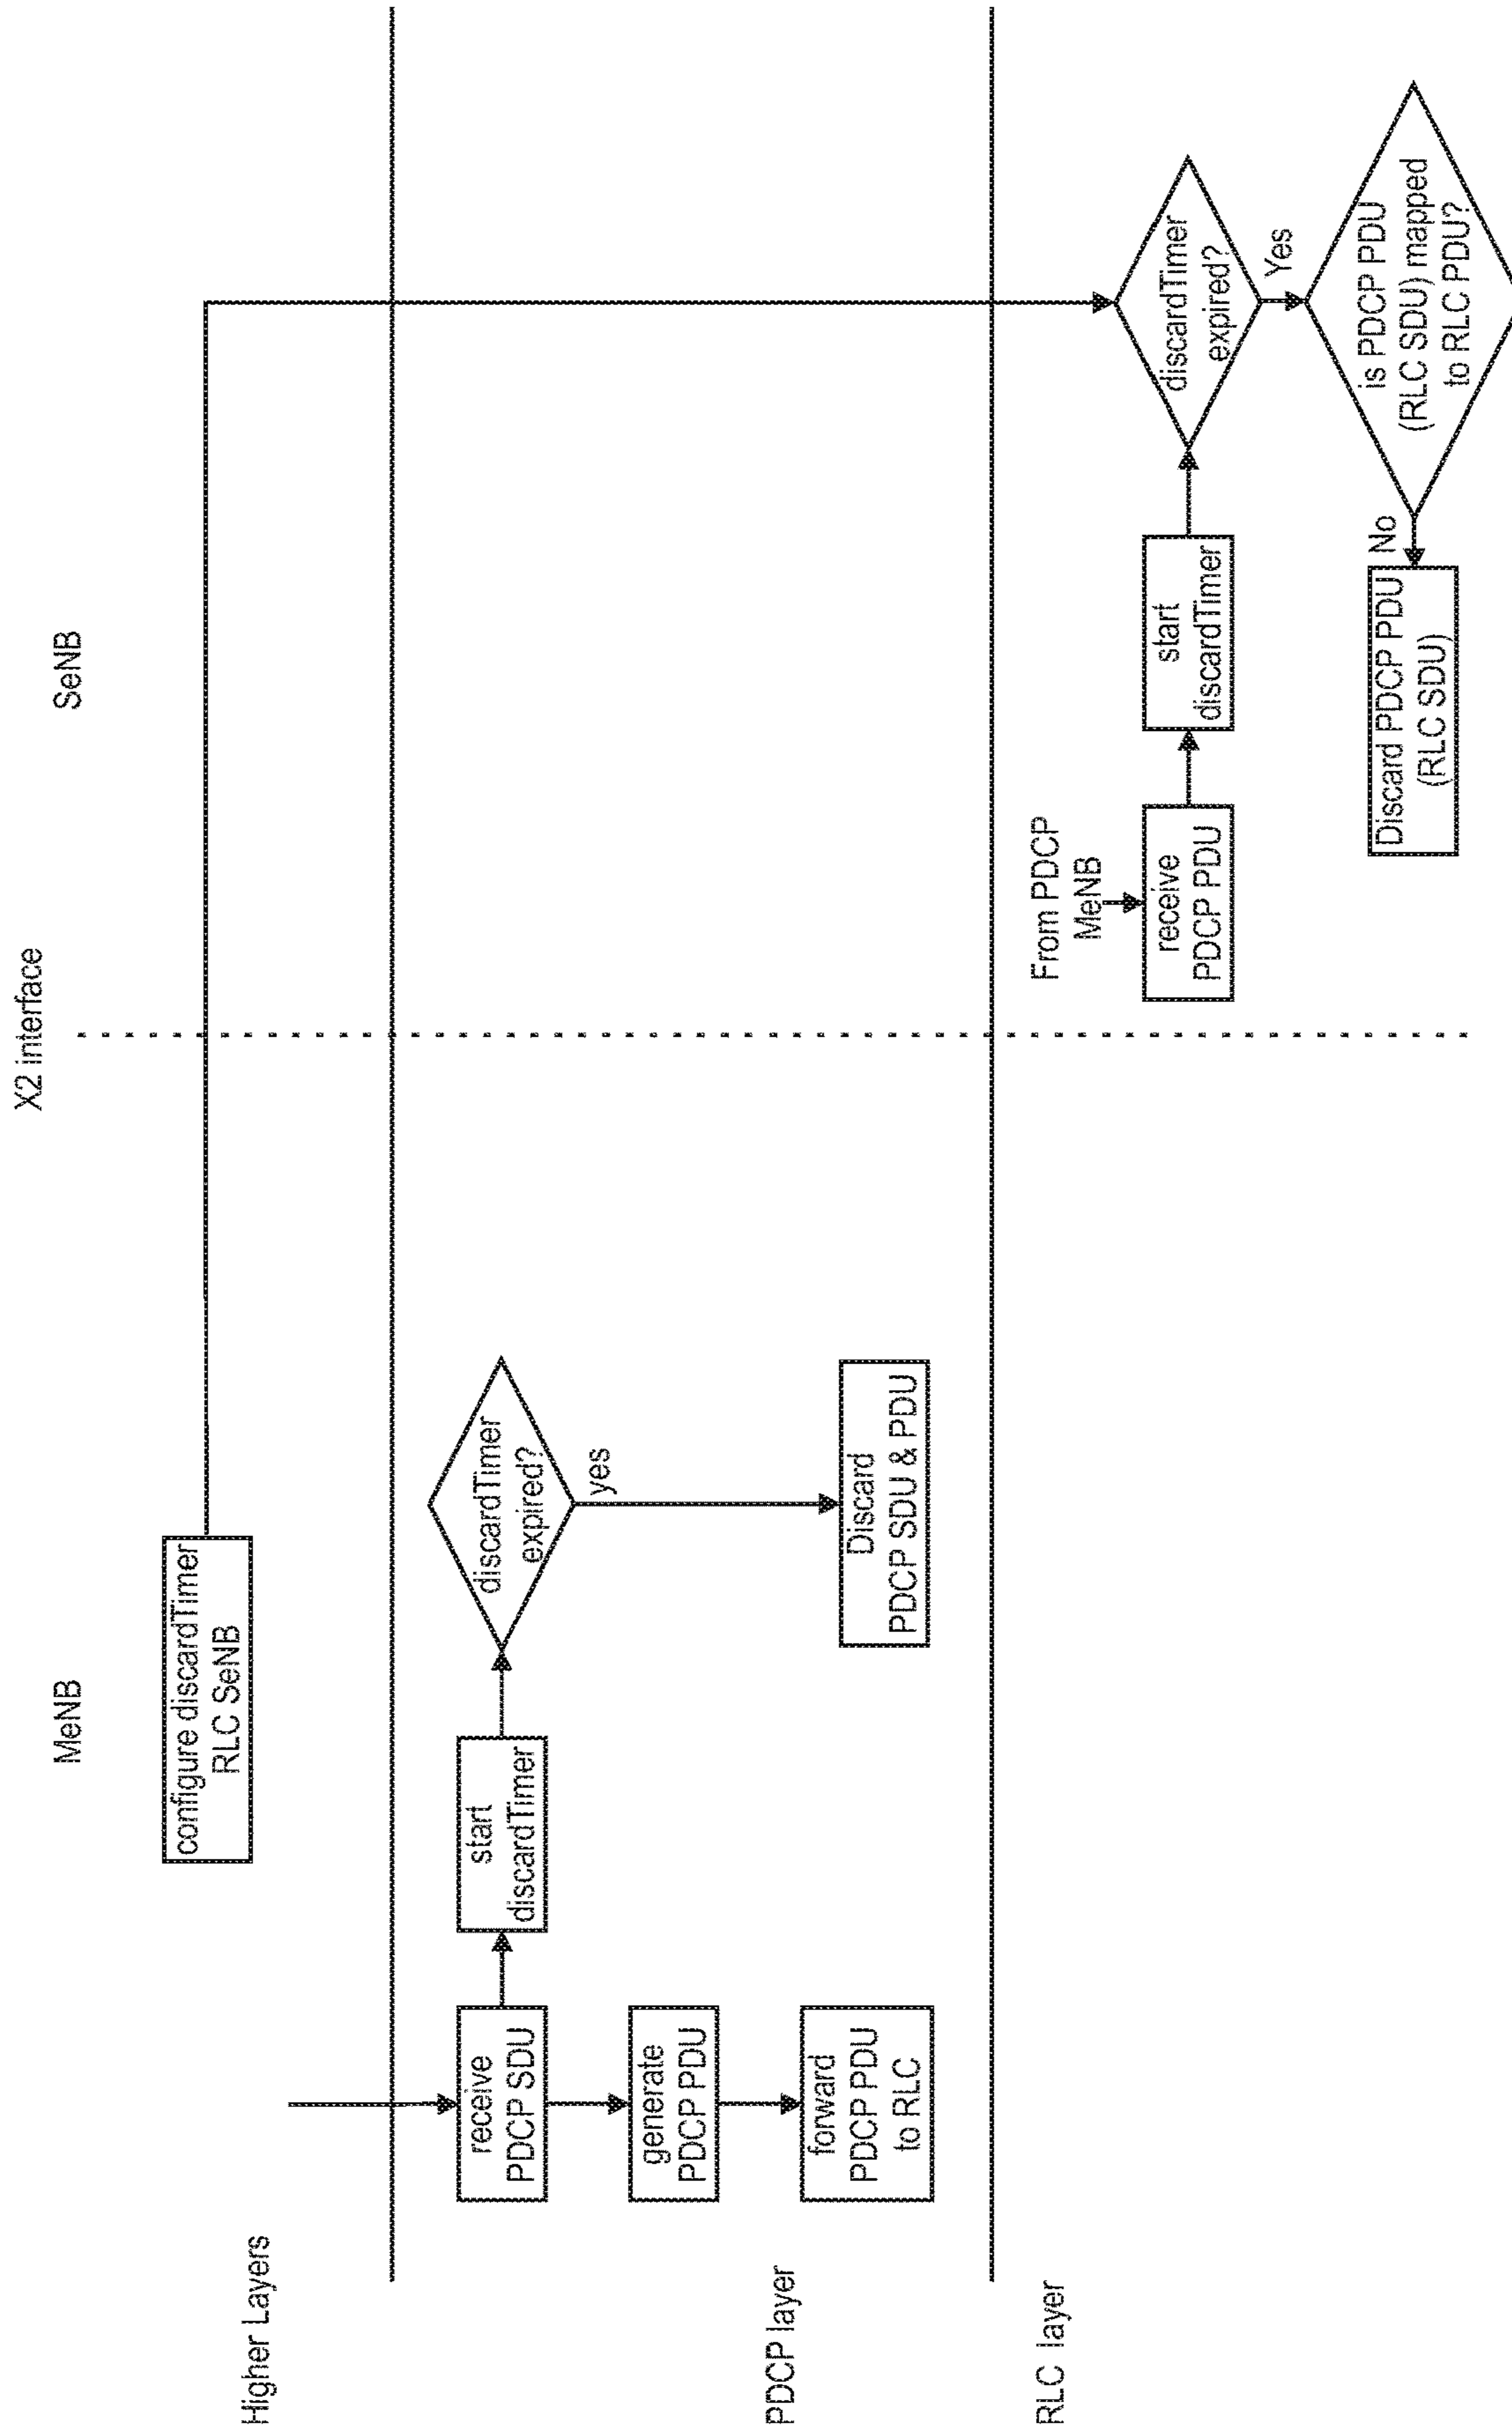 X2 interface
MeNB
SeNB
Higher Layers
configure discardTimer
RLC SeNB
PDCP layer
receive
PDCP SDU
start
discardTimer
discardTimer
expired?
yes
generate
PDCP PDU
forward
PDCP PDU
to RLC
Discard
PDCP SDU & PDU
RLC layer
From PDCP
MeNB
receive
PDCP PDU
start
discardTimer
discardTimer
expired?
Yes
is PDCP PDU
(RLC SDU) mapped
to RLC PDU?
No
Discard PDCP PDU
(RLC SDU)